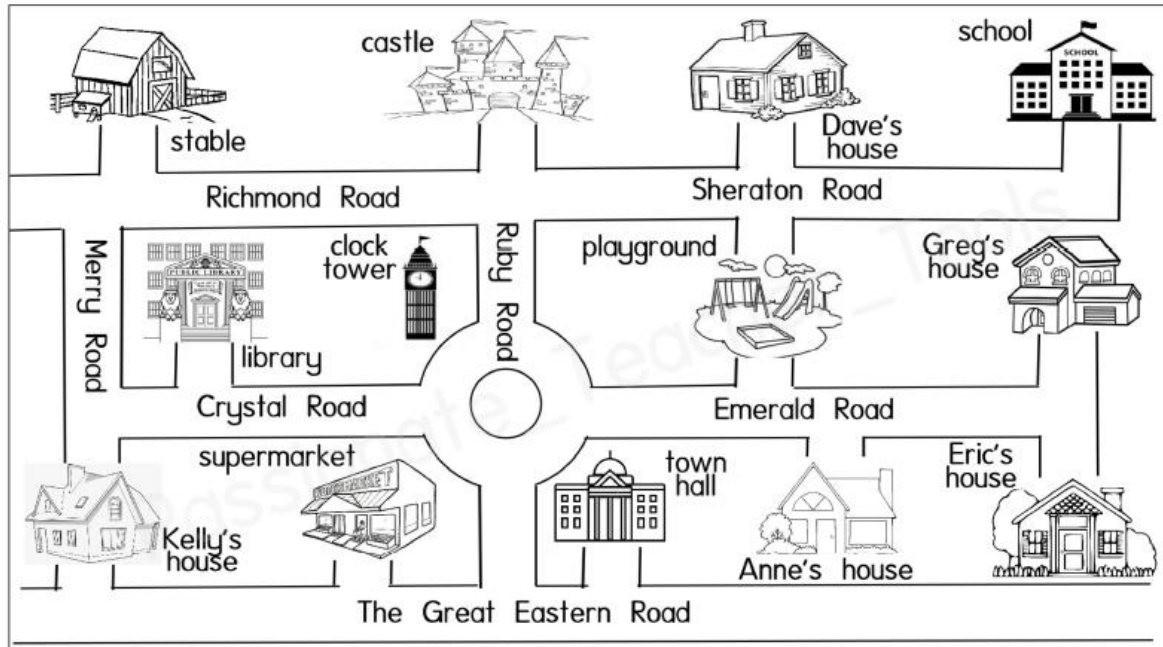 castle
school
SCHOOL
stable
Dave's
house
Richmond Road
Sheraton Road
Merry Road
PUBLIC LIBRARY
library
clock
tower
Ruby Road
playground
Greg's
house
Crystal Road
Emerald Road
supermarket
town
hall
Eric's
house
Kelly's
house
Anne's house
The Great Eastern Road
Passionate_Teacher_Tools